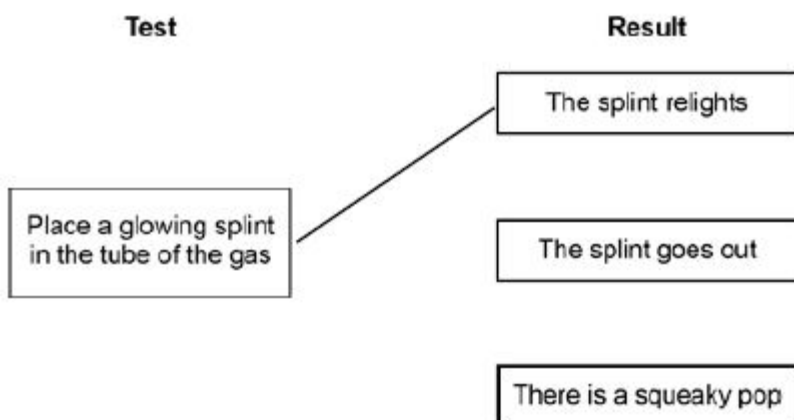 Test
Result
The splint relights
Place a glowing splint
in the tube of the gas
The splint goes out
There is a squeaky pop